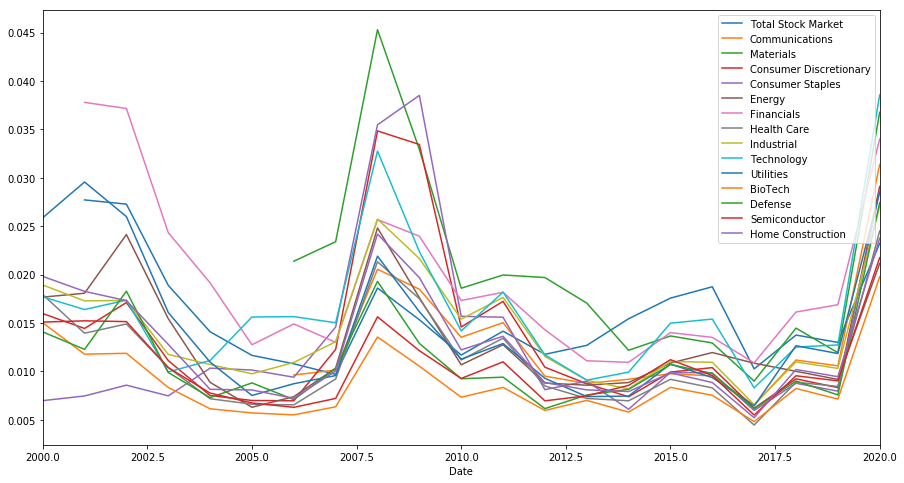 0.045
0.040
0.035
0.030
0.025
0.020
0.015
0.010
0.005
2000.0
2002.5
2005.0
2007.5
2010.0
2012.5
2015.0
2017.5
2020.0
Date
Total Stock Market
Communications
Materials
Consumer Discretionary
Consumer Staples
Energy
Financials
Health Care
Industrial
Technology
Utilities
BioTech
Defense
Semiconductor
Home Construction